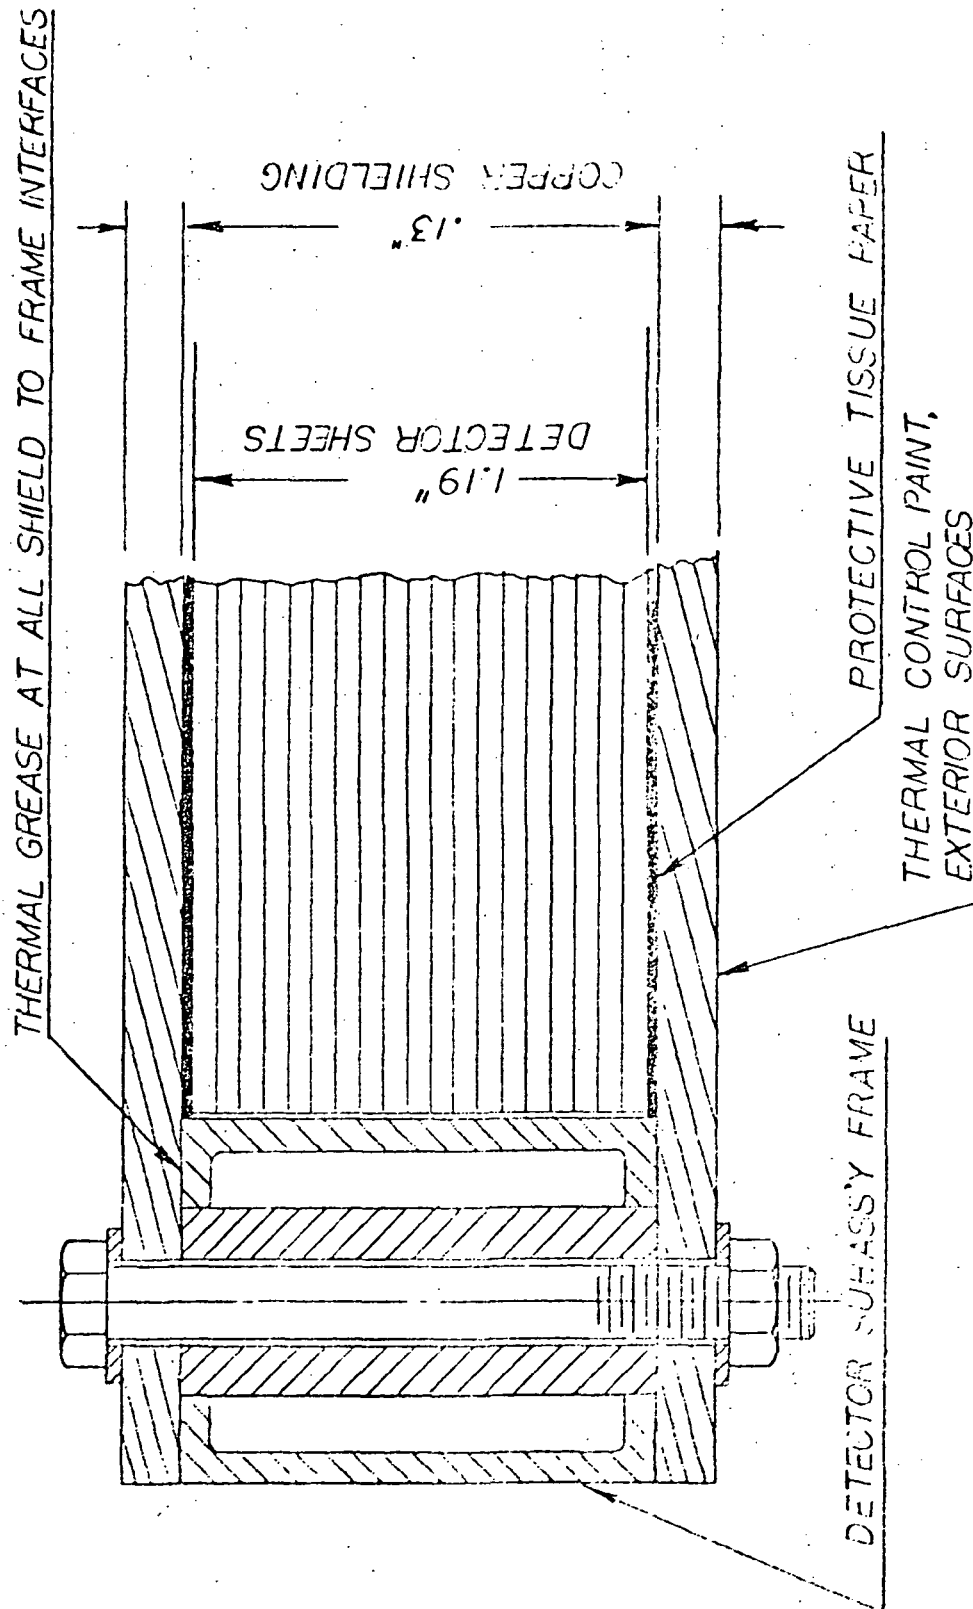 THERMAL GREASE AT ALL SHIELD TO FRAME INTERFACES
.13"
COPPER SHIELDING
1.19"
DETECTOR SHEETS
PROTECTIVE TISSUE PAPER
THERMAL CONTROL PAINT,
EXTERIOR SURFACES
DETECTOR FRAME